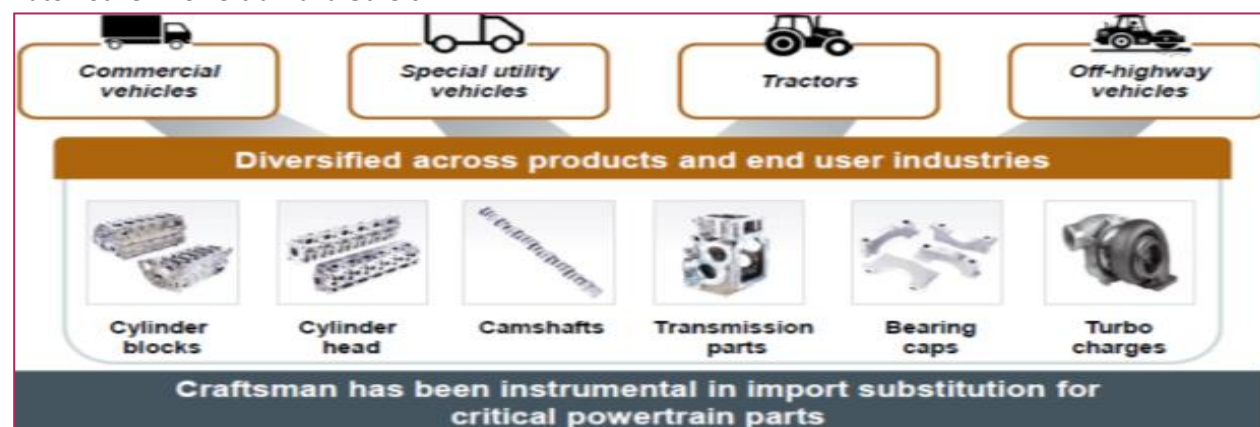 Commercial
vehicles
Special utility
vehicles
Tractors
Off-highway
vehicles
Diversified across products and end user industries
Cylinder
blocks
Cylinder
head
Camshafts
Transmission
parts
Bearing
caps
Turbo
charges
Craftsman has been instrumental in import substitution for
critical powertrain parts